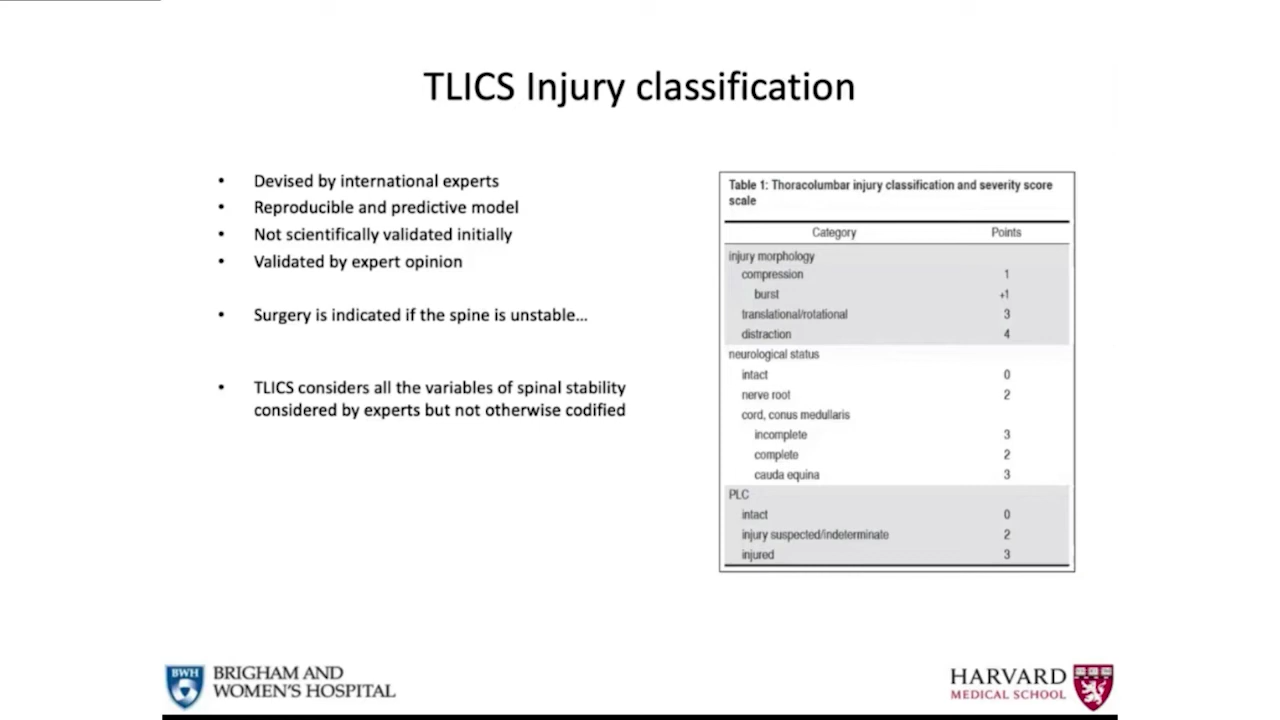 TLICS Injury classification
• Devised by international experts
• Reproducible and predictive model
• Not scientifically validated initially
• Validated by expert opinion
• Surgery is indicated if the spine is unstable...
• TLICS considers all the variables of spinal stability
considered by experts but not otherwise codified
Table 1: Thoracolumbar injury classification and severity score
scale
Category Points
injury morphology
compression 1
burst +1
translational/rotational 3
distraction 4
neurological status
intact 0
nerve root 2
cord, conus medullaris
incomplete 3
complete 2
cauda equina 3
PLC
intact 0
injury suspected/indeterminate 2
injured 3
BWH
BRIGHAM AND
WOMEN'S HOSPITAL
HARVARD
MEDICAL SCHOOL